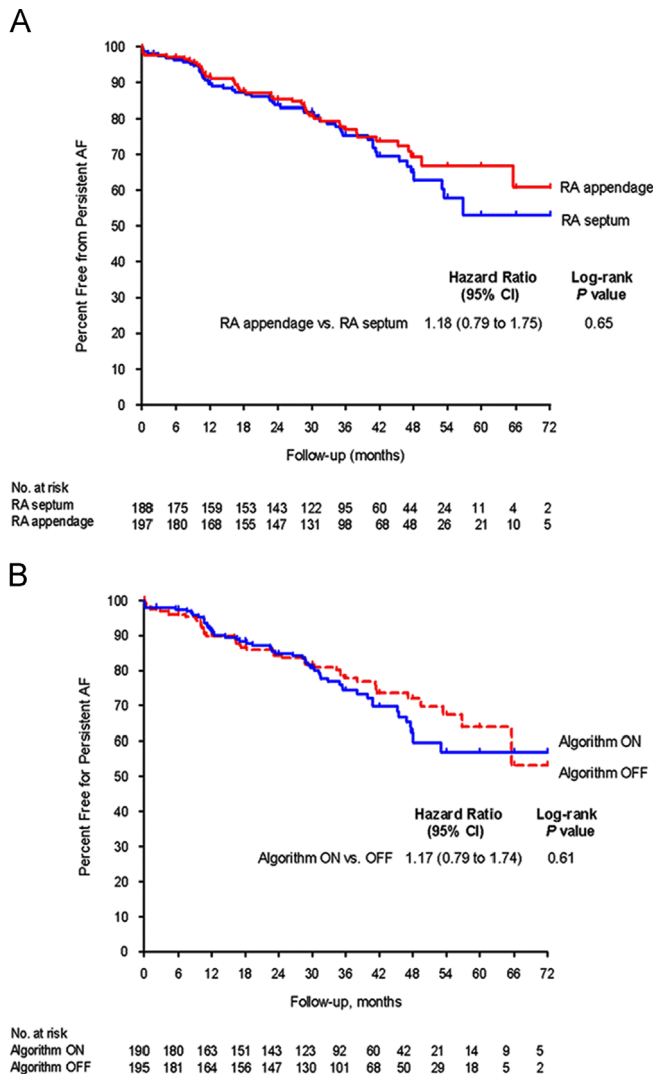 A
100
90
80
70
60
50
40
30
20
10
0
Percent Free from Persistent AF
RA appendage
RA septum
Hazard Ratio Log-rank
(95% CI) P value
RA appendage vs. RA septum 1.18 (0.79 to 1.75) 0.65
0 6 12 18 24 30 36 42 48 54 60 66 72
Follow-up (months)
No. at risk
RA septum 188 175 159 153 143 122 95 60 44 24 11 4 2
RA appendage 197 180 168 155 147 131 98 68 48 26 21 10 5
B
100
90
80
70
60
50
40
30
20
10
0
Percent Free for Persistent AF
Algorithm ON
Algorithm OFF
Hazard Ratio Log-rank
(95% CI) P value
Algorithm ON vs. OFF 1.17 (0.79 to 1.74) 0.61
0 6 12 18 24 30 36 42 48 54 60 66 72
Follow-up, months
No. at risk
Algorithm ON 190 180 163 151 143 123 92 60 42 21 14 9 5
Algorithm OFF 195 181 164 156 147 130 101 68 50 29 18 5 2